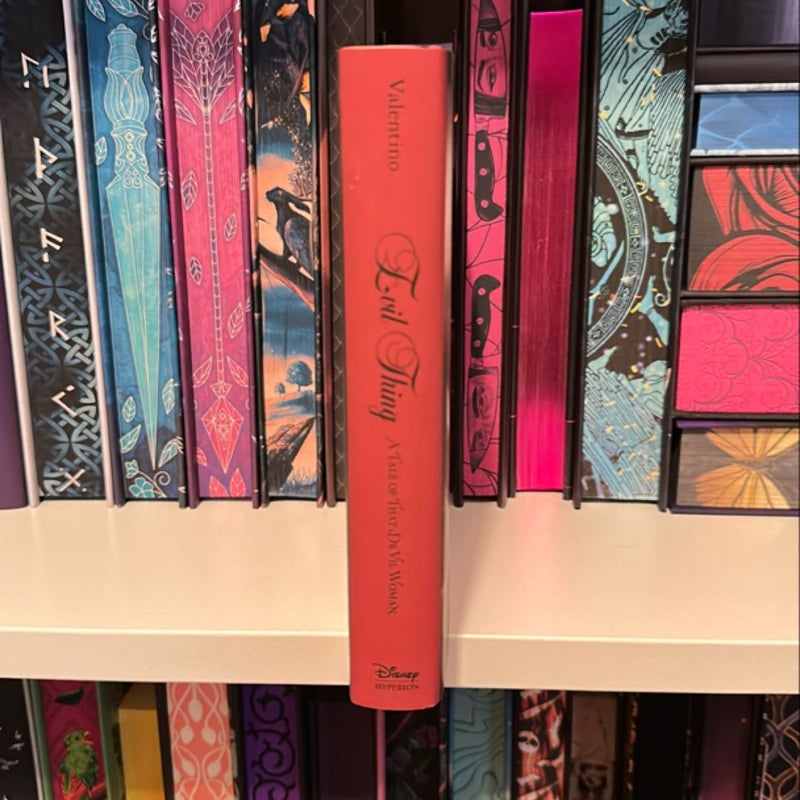 Valentino
Evil Thing
A TALE OF THAT DE VIL WOMAN
Disney
HYPERION